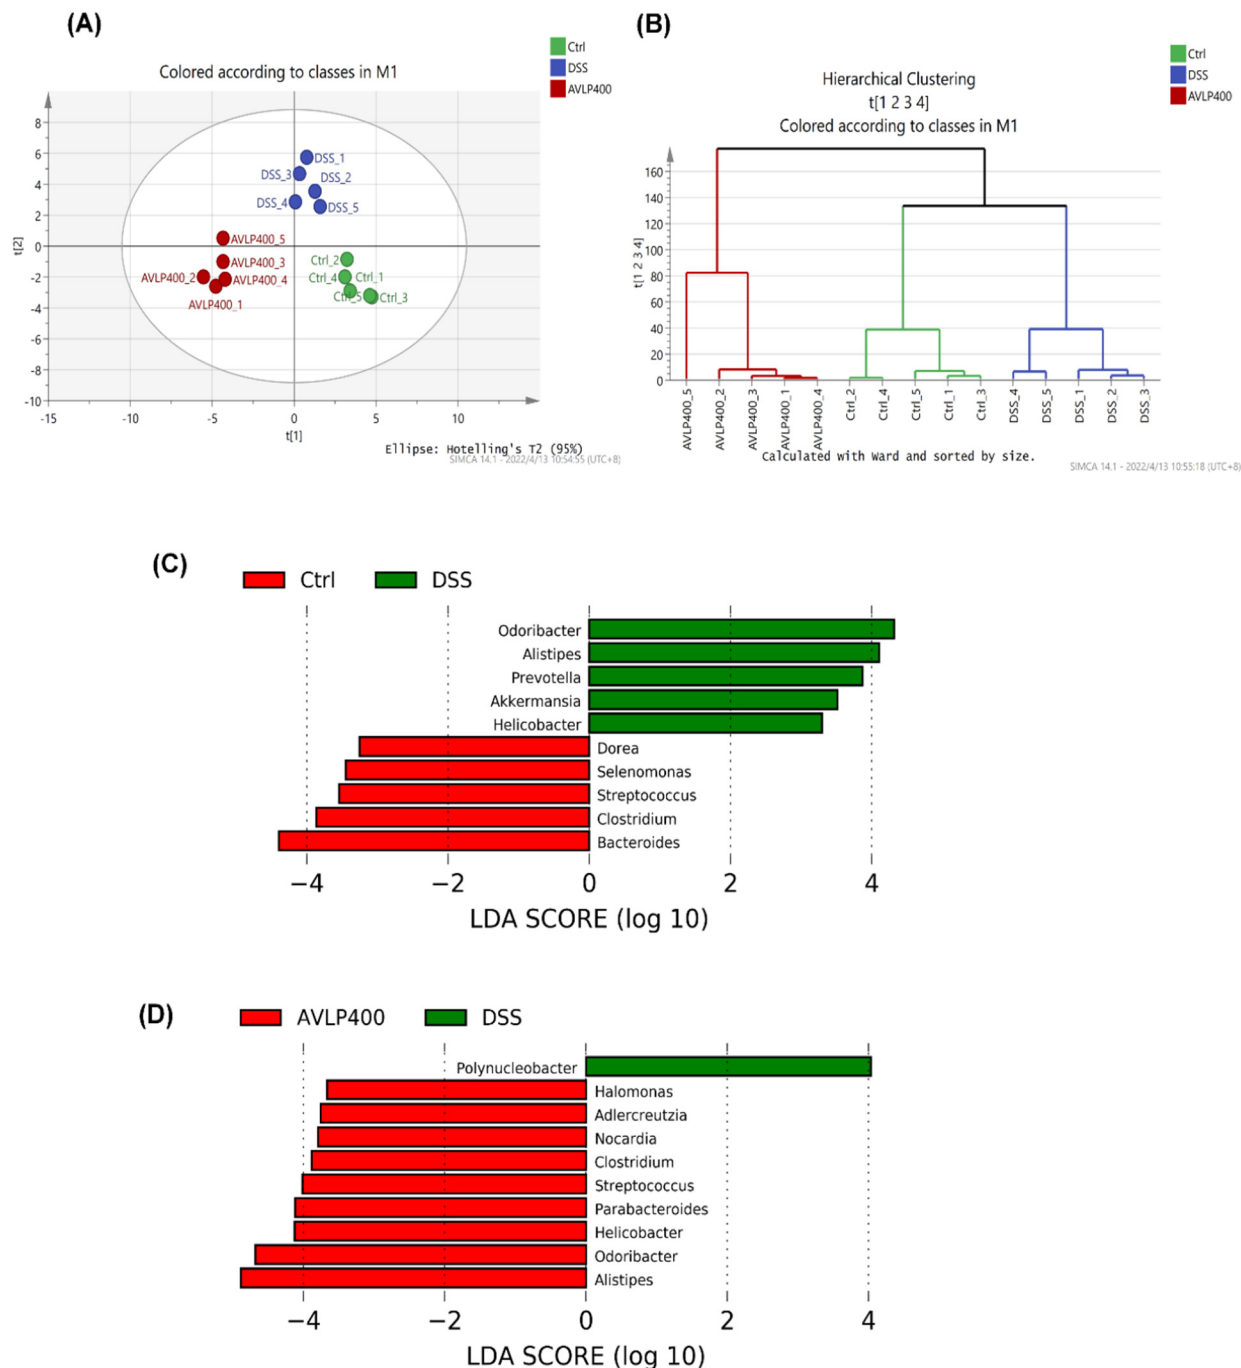 (A)
Ctrl
DSS
AVLP400
Colored according to classes in M1
8
6
4
2
0
-2
-4
-6
-8
-10
t[2]
DSS_1
DSS_3
DSS_2
DSS_4
DSS_5
AVLP400_5
AVLP400_3
AVLP400_2
AVLP400_4
AVLP400_1
Ctrl_2
Ctrl_4
Ctrl_1
Ctrl_5
Ctrl_3
-15
-10
-5
0
5
10
t[1]
Ellipse: Hotelling's T2 (95%)
SIMCA 14.1 - 2022/4/13 10:54:55 (UTC+8)
(B)
Ctrl
DSS
AVLP400
Hierarchical Clustering
t[1 2 3 4]
Colored according to classes in M1
160
140
120
100
80
60
40
20
0
t[1 2 3 4]
AVLP400_5
AVLP400_2
AVLP400_3
AVLP400_1
AVLP400_4
Ctrl_2
Ctrl_4
Ctrl_5
Ctrl_1
Ctrl_3
DSS_4
DSS_5
DSS_1
DSS_2
DSS_3
Calculated with Ward and sorted by size.
SIMCA 14.1 - 2022/4/13 10:55:18 (UTC+8)
(C)
Ctrl
DSS
Odoribacter
Alistipes
Prevotella
Akkermansia
Helicobacter
Dorea
Selenomonas
Streptococcus
Clostridium
Bacteroides
−4
−2
0
2
4
LDA SCORE (log 10)
(D)
AVLP400
DSS
Polynucleobacter
Halomonas
Adlercreutzia
Nocardia
Clostridium
Streptococcus
Parabacteroides
Helicobacter
Odoribacter
Alistipes
−4
−2
0
2
4
LDA SCORE (log 10)